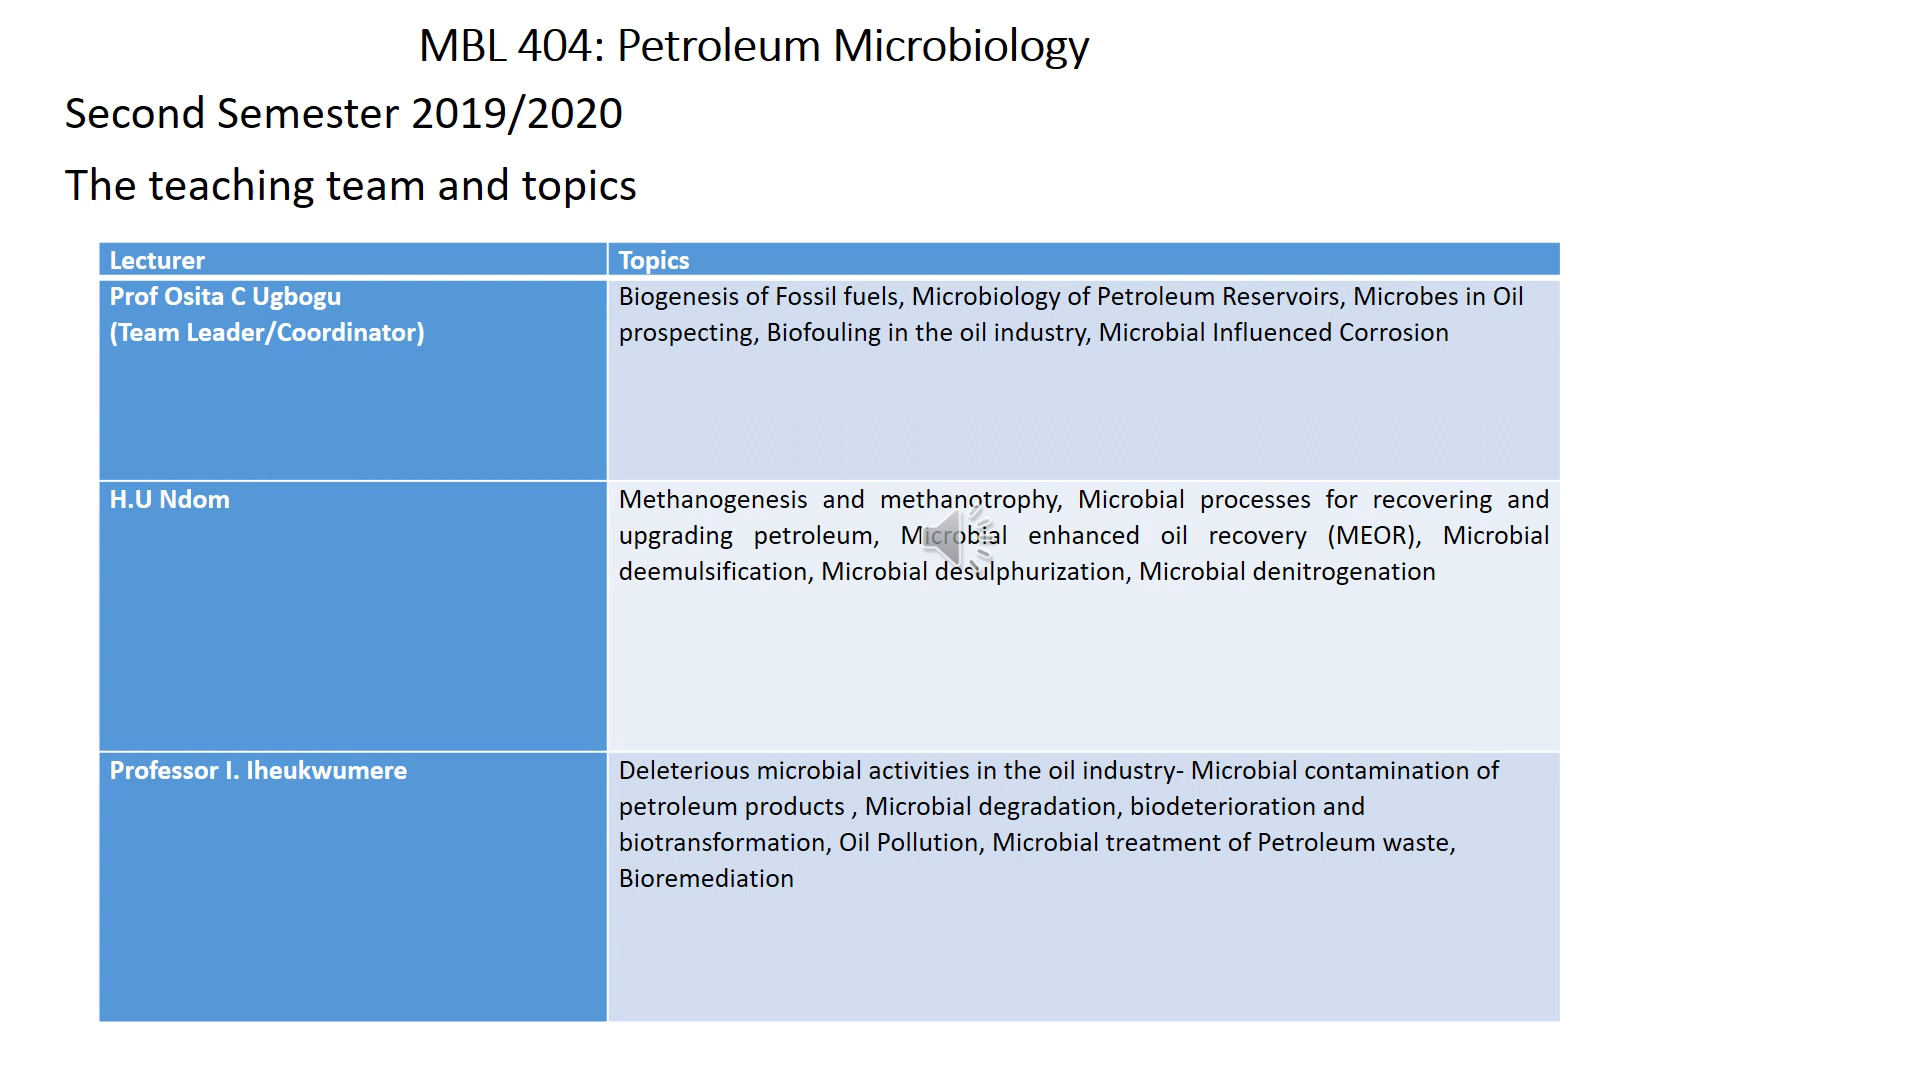 MBL 404: Petroleum Microbiology
Second Semester 2019/2020
The teaching team and topics
Lecturer
Topics
Prof Osita C Ugbogu
(Team Leader/Coordinator)
Biogenesis of Fossil fuels, Microbiology of Petroleum Reservoirs, Microbes in Oil
prospecting, Biofouling in the oil industry, Microbial Influenced Corrosion
H.U Ndom
Methanogenesis and methanotrophy, Microbial processes for recovering and
upgrading petroleum, Microbial enhanced oil recovery (MEOR), Microbial
deemulsification, Microbial desulphurization, Microbial denitrogenation
Professor I. Iheukwumere
Deleterious microbial activities in the oil industry- Microbial contamination of
petroleum products , Microbial degradation, biodeterioration and
biotransformation, Oil Pollution, Microbial treatment of Petroleum waste,
Bioremediation